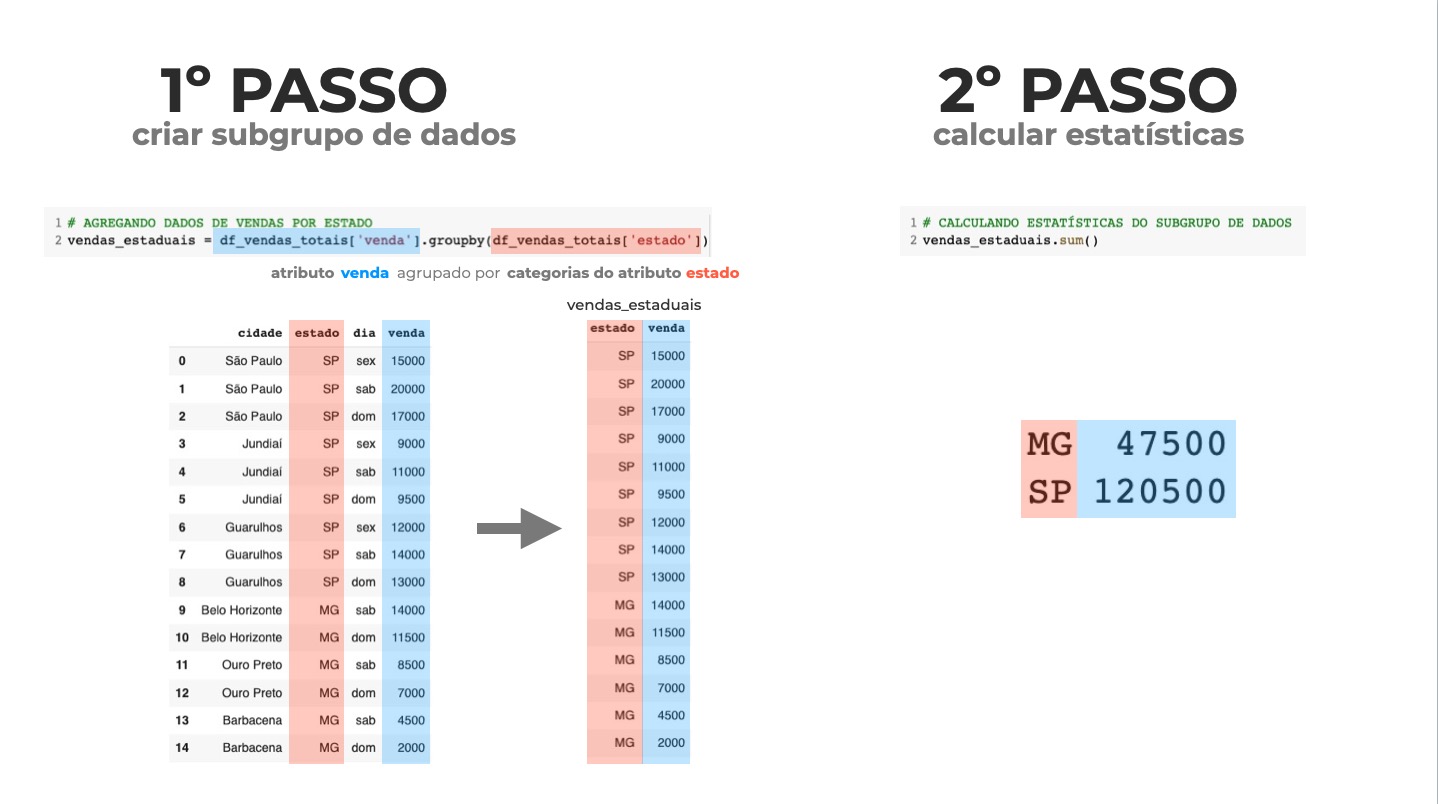 1º PASSO
criar subgrupo de dados
1 # AGREGANDO DADOS DE VENDAS POR ESTADO
2 vendas_estaduais = df_vendas_totais['venda'].groupby(df_vendas_totais['estado'])
atributo venda agrupado por categorias do atributo estado
cidade estado dia venda
0 São Paulo SP sex 15000
1 São Paulo SP sab 20000
2 São Paulo SP dom 17000
3 Jundiaí SP sex 9000
4 Jundiaí SP sab 11000
5 Jundiaí SP dom 9500
6 Guarulhos SP sex 12000
7 Guarulhos SP sab 14000
8 Guarulhos SP dom 13000
9 Belo Horizonte MG sab 14000
10 Belo Horizonte MG dom 11500
11 Ouro Preto MG sab 8500
12 Ouro Preto MG dom 7000
13 Barbacena MG sab 4500
14 Barbacena MG dom 2000
vendas_estaduais
estado venda
SP 15000
SP 20000
SP 17000
SP 9000
SP 11000
SP 9500
SP 12000
SP 14000
SP 13000
MG 14000
MG 11500
MG 8500
MG 7000
MG 4500
MG 2000
2º PASSO
calcular estatísticas
1 # CALCULANDO ESTATÍSTICAS DO SUBGRUPO DE DADOS
2 vendas_estaduais.sum()
MG 47500
SP 120500